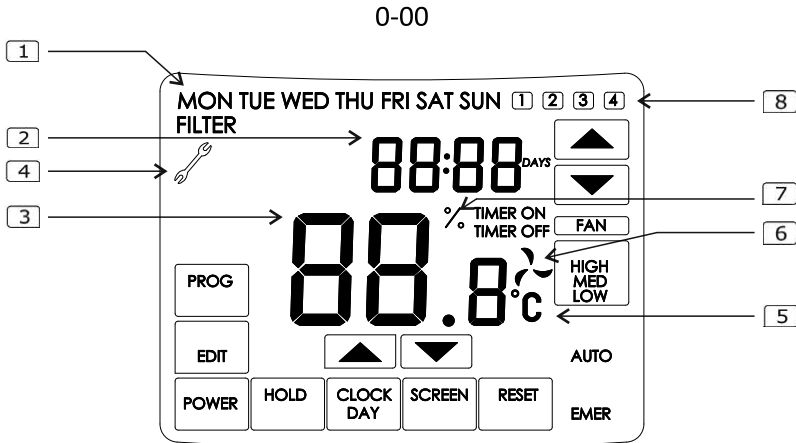 0-00
1
MON TUE WED THU FRI SAT SUN 1 2 3 4
8
FILTER
2
88:88 DAYS
4
7
3
% TIMER ON
TIMER OFF
FAN
6
88.8°C
HIGH
MED
LOW
PROG
5
EDIT
AUTO
POWER
HOLD
CLOCK
DAY
SCREEN
RESET
EMER